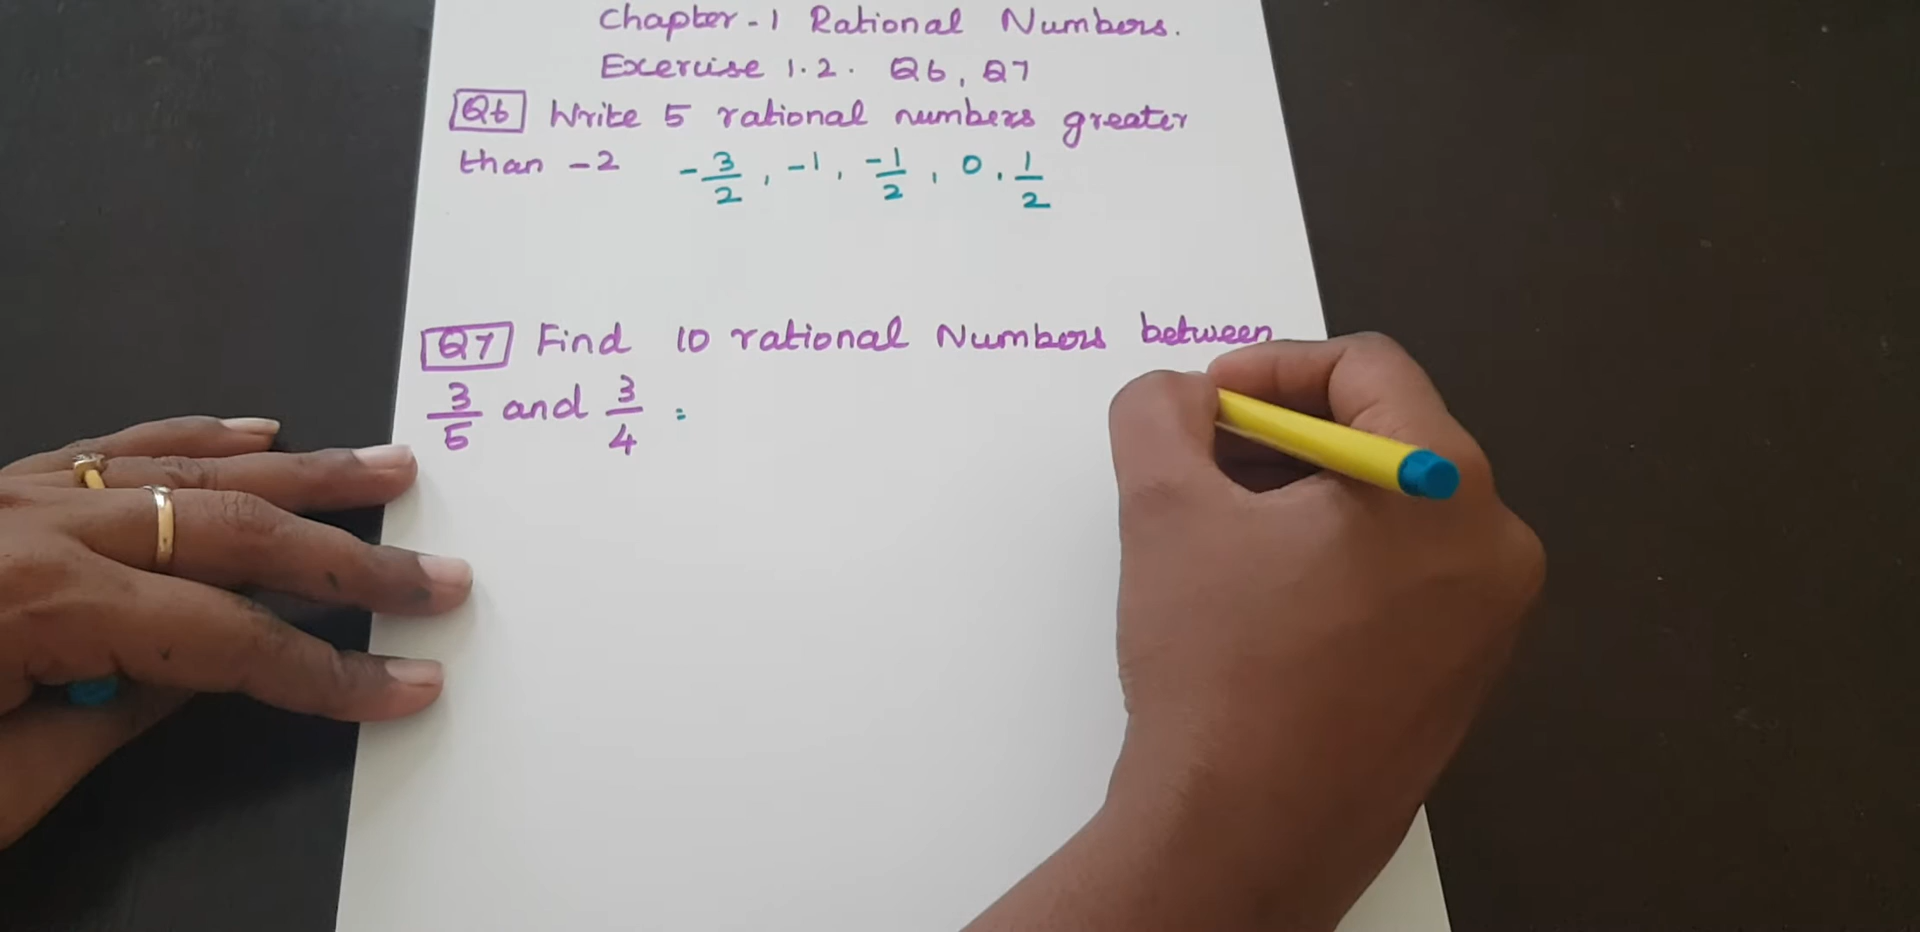 Chapter - 1 Rational Numbers.
Exercise 1.2. Q6, Q7
Q6 Write 5 rational numbers greater
than -2 -3/2, -1, -1/2, 0, 1/2
Q7 Find 10 rational Numbers between
3/5 and 3/4 :